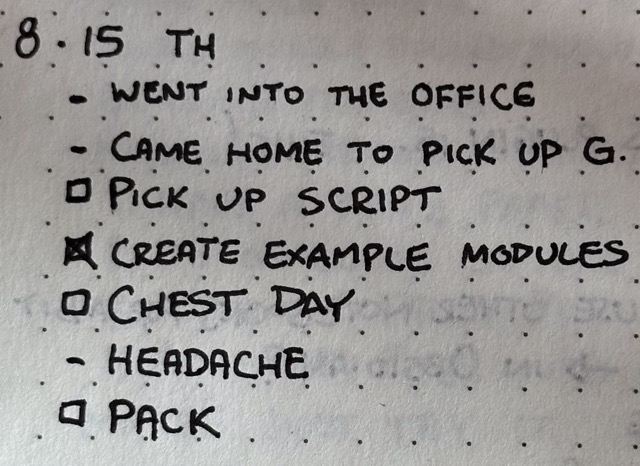 8.15 TH
- WENT INTO THE OFFICE
- CAME HOME TO PICK UP G.
☐ PICK UP SCRIPT
☒ CREATE EXAMPLE MODULES
☐ CHEST DAY
- HEADACHE
☐ PACK